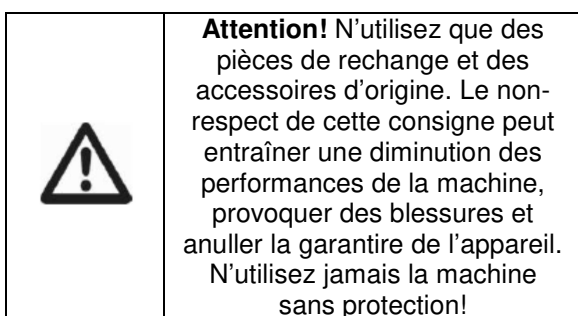 Attention! N’utilisez que des
pièces de rechange et des
accessoires d’origine. Le non-
respect de cette consigne peut
entraîner une diminution des
performances de la machine,
provoquer des blessures et
anuller la garantire de l’appareil.
N’utilisez jamais la machine
sans protection!